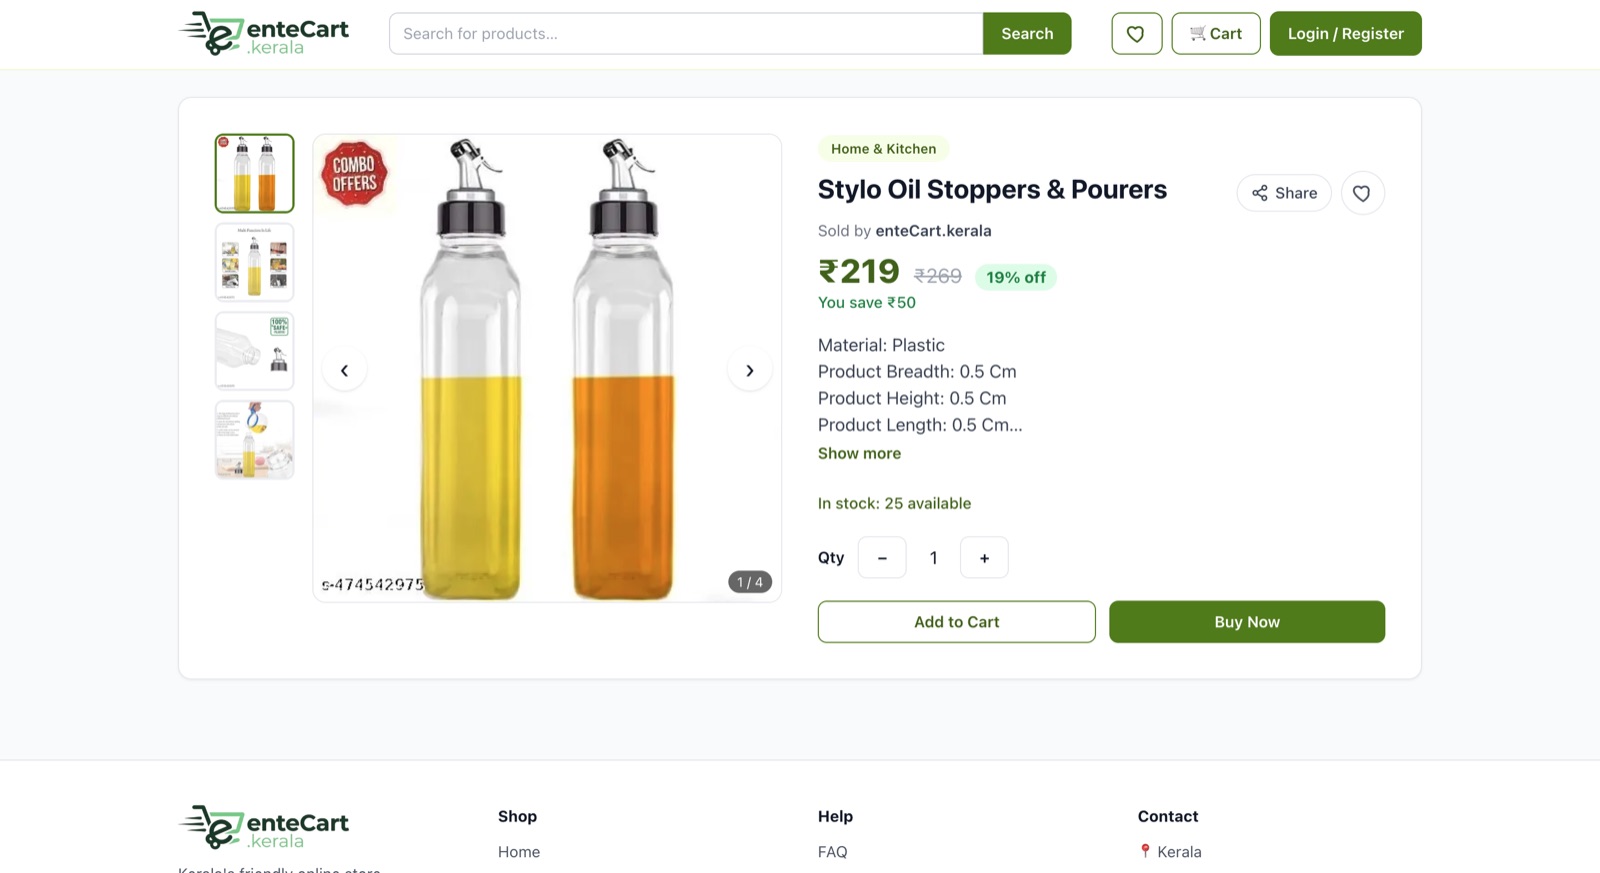 enteCart
.kerala
Search for products...
Search
Cart
Login / Register
COMBO
OFFERS
100%
s-474542975
1 / 4
Home & Kitchen
Stylo Oil Stoppers & Pourers
Share
Sold by enteCart.kerala
₹219 ₹269 19% off
You save ₹50
Material: Plastic
Product Breadth: 0.5 Cm
Product Height: 0.5 Cm
Product Length: 0.5 Cm...
Show more
In stock: 25 available
Qty - 1 +
Add to Cart
Buy Now
enteCart
.kerala
Shop
Home
Help
FAQ
Contact
Kerala